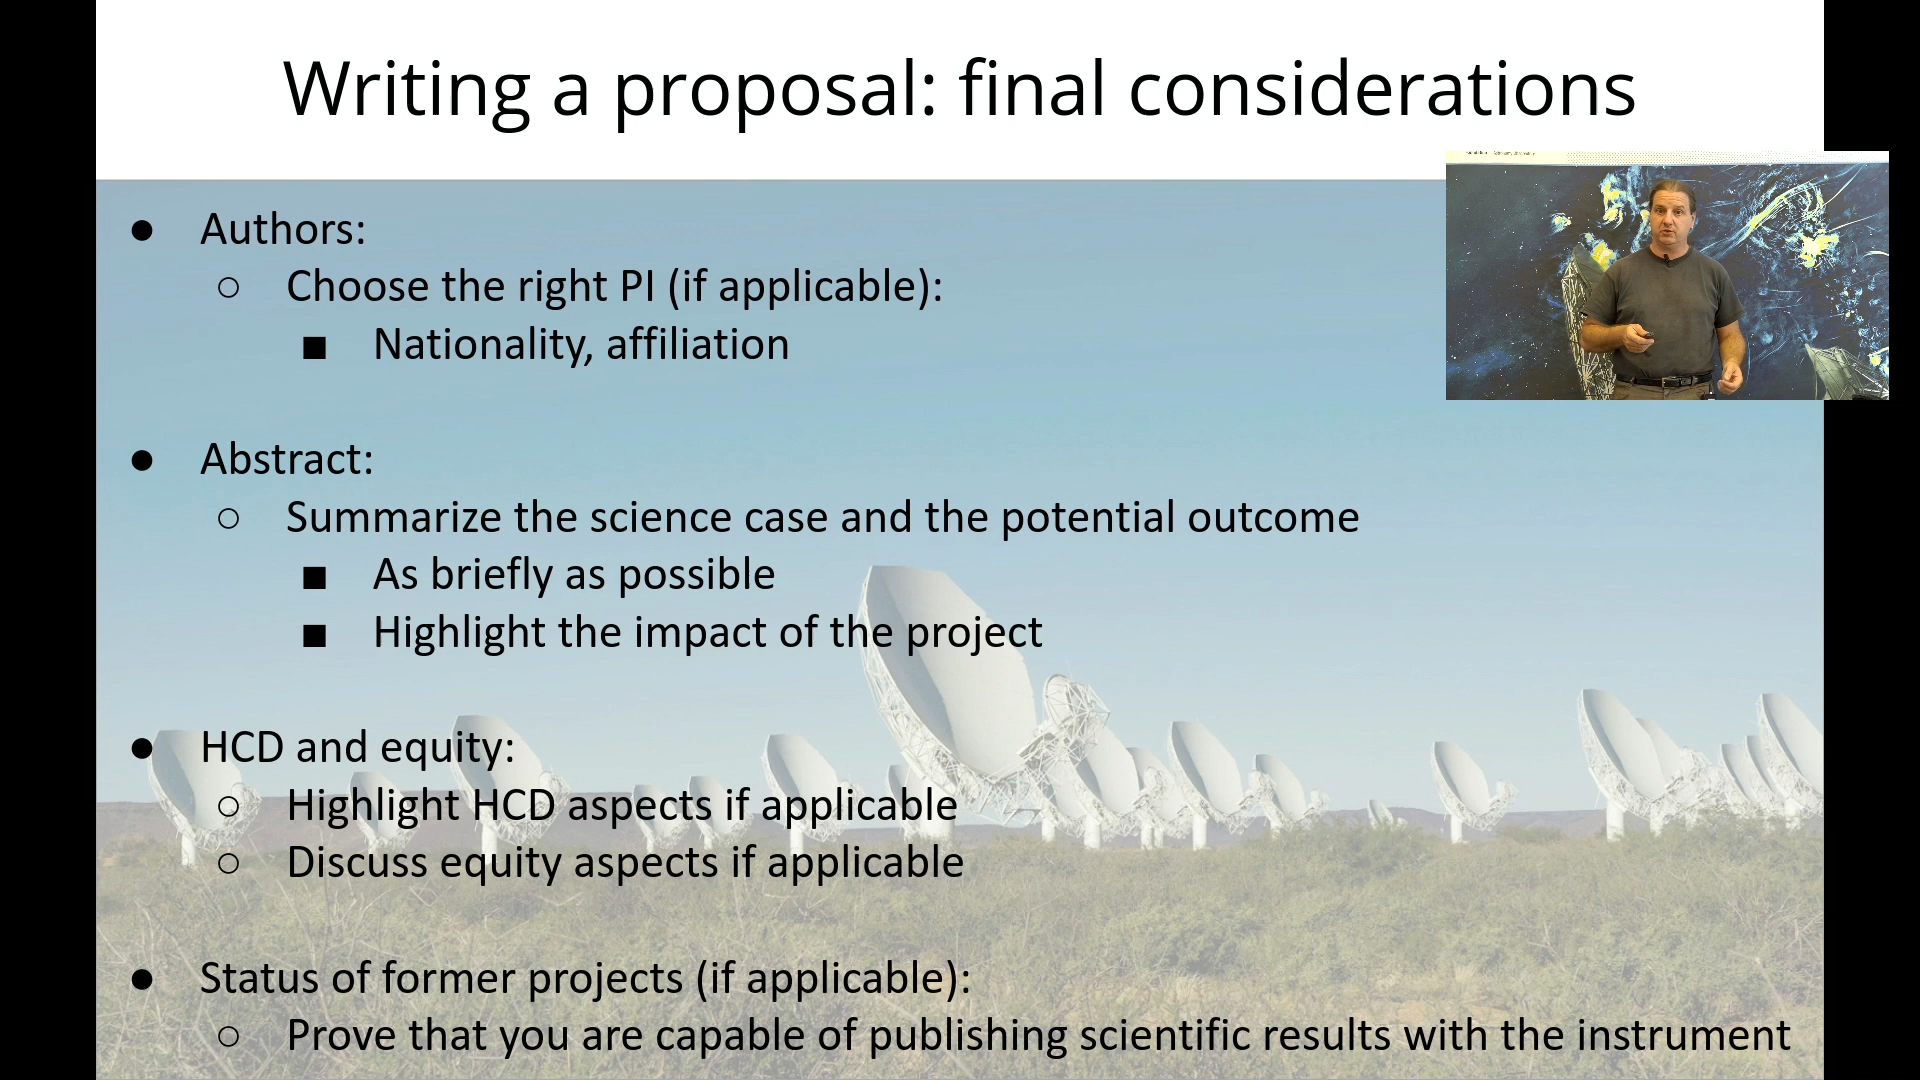 Writing a proposal: final considerations
● Authors:
○ Choose the right PI (if applicable):
■ Nationality, affiliation
● Abstract:
○ Summarize the science case and the potential outcome
■ As briefly as possible
■ Highlight the impact of the project
● HCD and equity:
○ Highlight HCD aspects if applicable
○ Discuss equity aspects if applicable
● Status of former projects (if applicable):
○ Prove that you are capable of publishing scientific results with the instrument